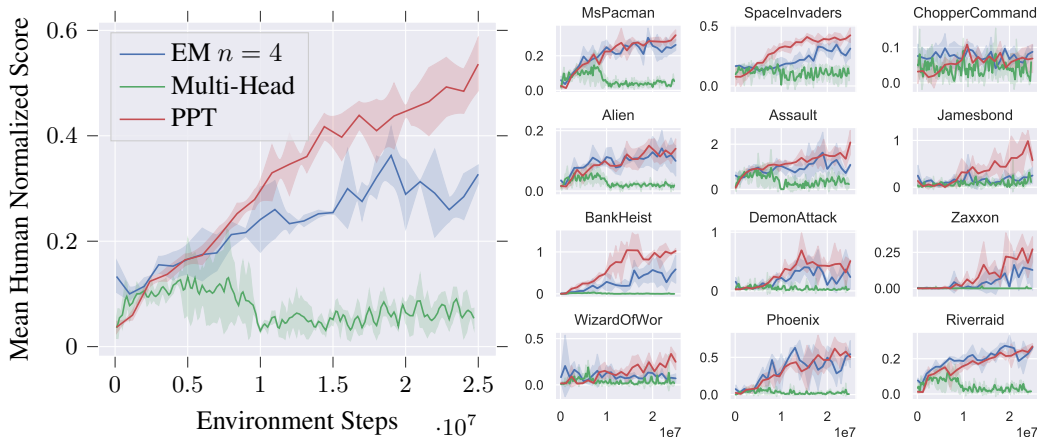 Mean Human Normalized Score
0.6
0.4
0.2
0
EM n = 4
Multi-Head
PPT
0 0.5 1 1.5 2 2.5
Environment Steps ·10⁷
MsPacman SpaceInvaders ChopperCommand
0.2
0.0
0.5
0.0
0.1
0.0
Alien Assault Jamesbond
0.2
0.0
2
0
1
0
BankHeist DemonAttack Zaxxon
1
0
1
0
0.25
0.00
WizardOfWor Phoenix Riverraid
0.5
0.0
0.5
0.0
0.2
0.0
0 1 2 0 1 2 0 1 2
1e7 1e7 1e7